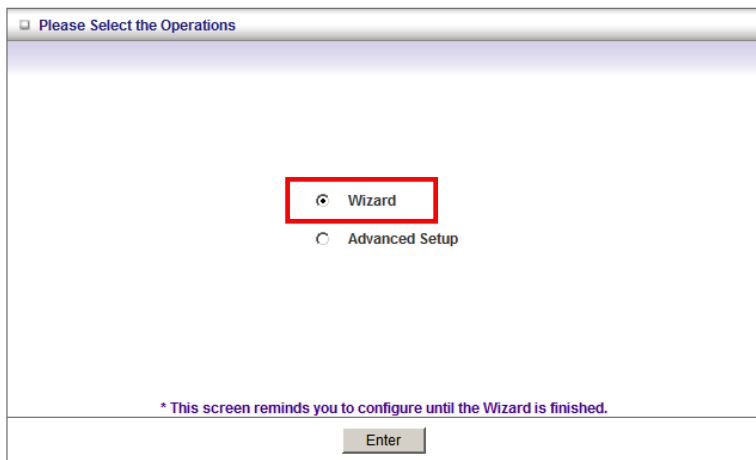 Please Select the Operations
Wizard
Advanced Setup
* This screen reminds you to configure until the Wizard is finished.
Enter